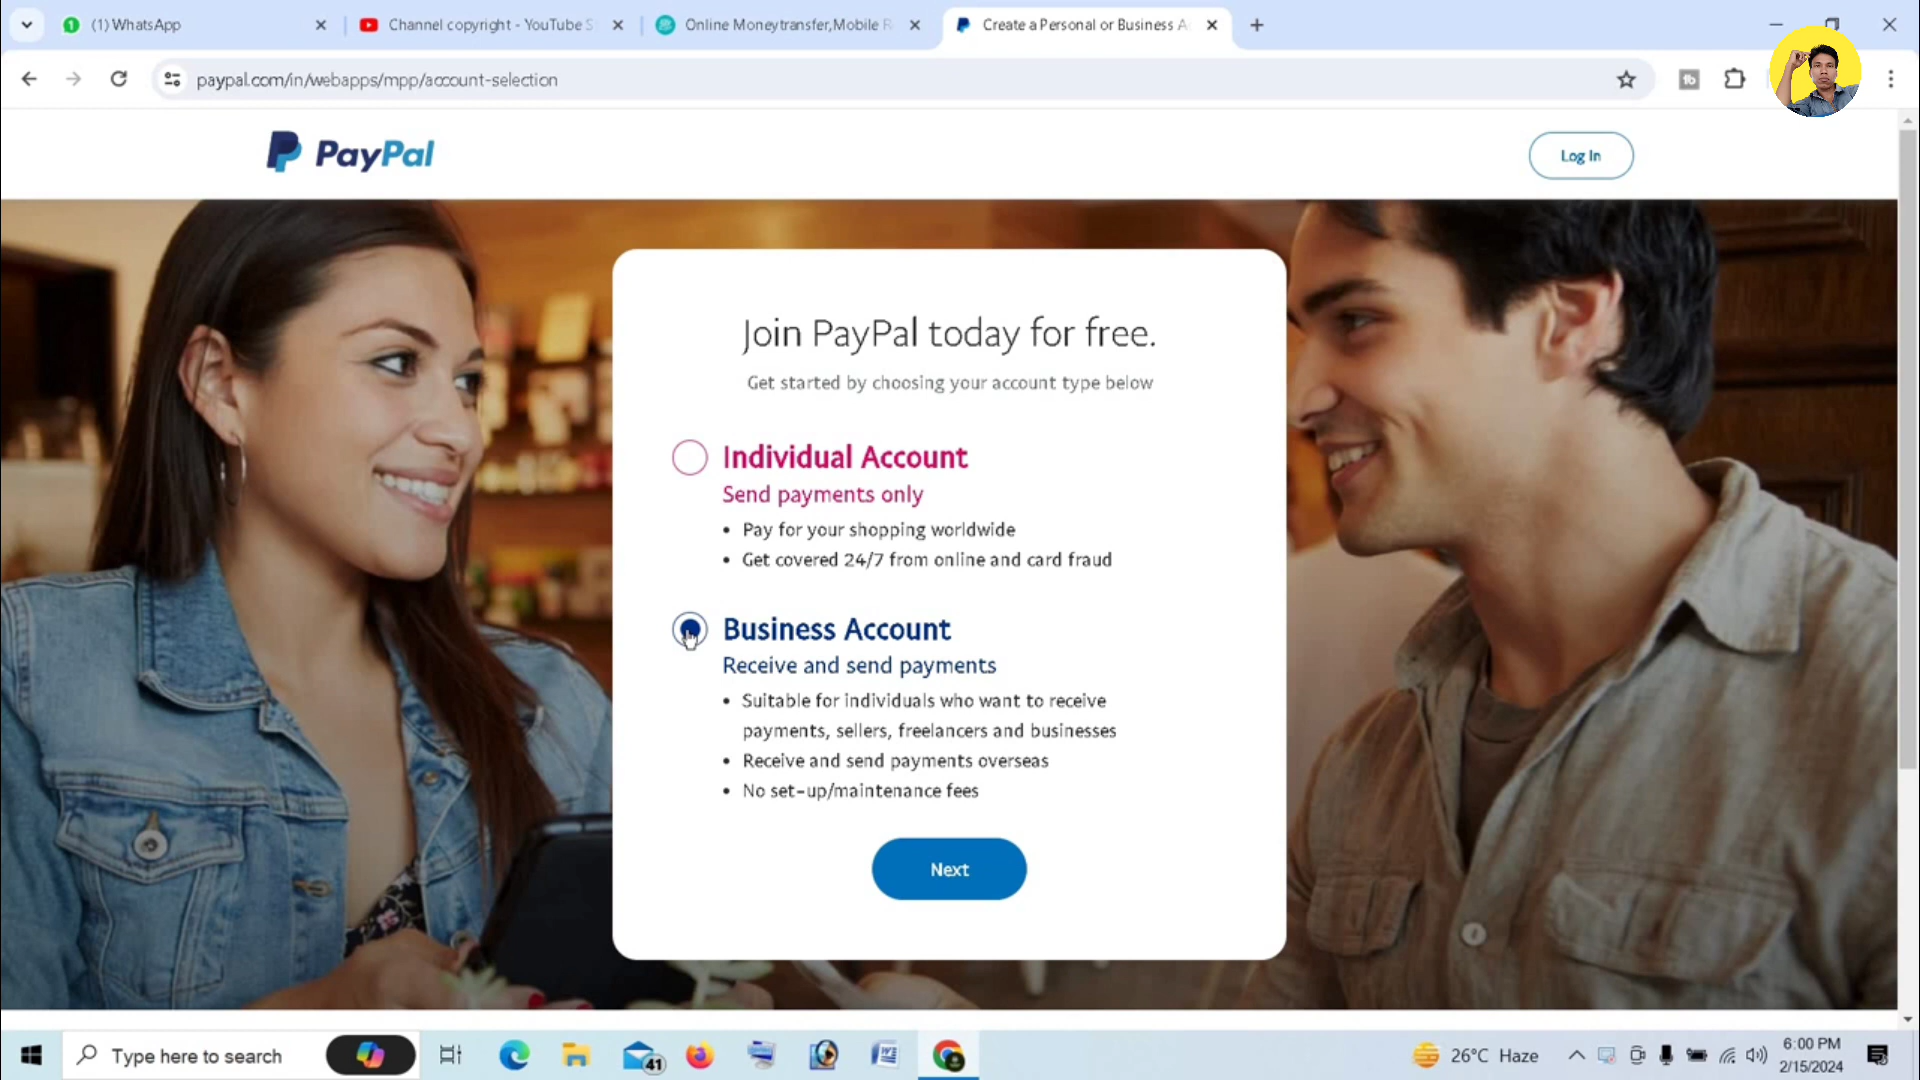 (1) WhatsApp
Channel copyright - YouTube S
Online Moneytransfer,Mobile R
Create a Personal or Business A
paypal.com/in/webapps/mpp/account-selection
PayPal
Log In
Join PayPal today for free.
Get started by choosing your account type below
Individual Account
Send payments only
• Pay for your shopping worldwide
• Get covered 24/7 from online and card fraud
Business Account
Receive and send payments
• Suitable for individuals who want to receive
payments, sellers, freelancers and businesses
• Receive and send payments overseas
• No set-up/maintenance fees
Next
Type here to search
41
26°C Haze
6:00 PM
2/15/2024